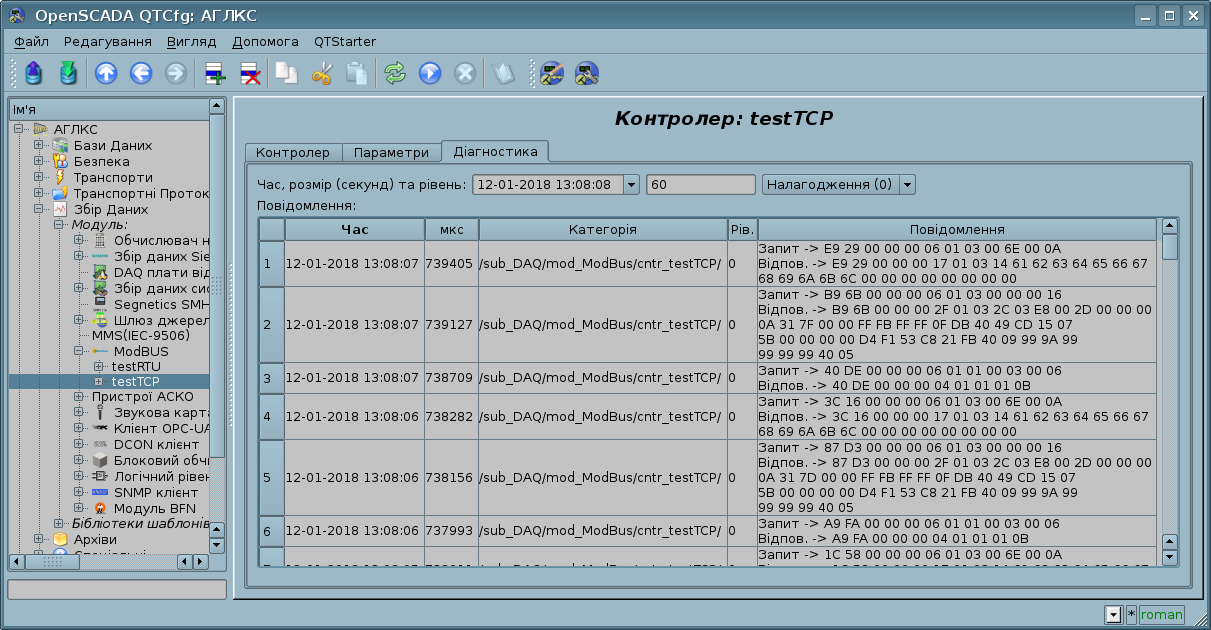 OpenSCADA QTCfg: АГЛКС
Файл Редагування Вигляд Допомога QTStarter
Ім'я
АГЛКС
Бази Даних
Безпека
Транспорти
Транспортні Проток
Збір Даних
Модуль:
Обчислювач н
Збір даних Sie
DAQ плати від
Збір даних сис
Segnetics SMH
Шлюз джерел
MMS(IEC-9506)
ModBUS
testRTU
testTCP
Пристрої АСКО
Звукова карта
Клієнт OPC-UA
DCON клієнт
Блоковий обчи
Логічний рівен
SNMP клієнт
Модуль BFN
Бібліотеки шаблонів
Архіви
Контролер: testTCP
Контролер Параметри Діагностика
Час, розмір (секунд) та рівень: 12-01-2018 13:08:08 60 Налагодження (0)
Повідомлення:
Час мкс Категорія Рів. Повідомлення
1 12-01-2018 13:08:07 739405 /sub_DAQ/mod_ModBus/cntr_testTCP/ 0 Запит -> E9 29 00 00 00 06 01 03 00 6E 00 0A
Відпов. -> E9 29 00 00 00 17 01 03 14 61 62 63 64 65 66 67
68 69 6A 6B 6C 00 00 00 00 00 00 00 00
2 12-01-2018 13:08:07 739127 /sub_DAQ/mod_ModBus/cntr_testTCP/ 0 Запит -> B9 6B 00 00 00 06 01 03 00 00 00 16
Відпов. -> B9 6B 00 00 00 2F 01 03 2C 03 E8 00 2D 00 00 00
0A 31 7F 00 00 FF FB FF FF 0F DB 40 49 CD 15 07
5B 00 00 00 00 D4 F1 53 C8 21 FB 40 09 99 9A 99
99 99 99 40 05
3 12-01-2018 13:08:07 738709 /sub_DAQ/mod_ModBus/cntr_testTCP/ 0 Запит -> 40 DE 00 00 00 06 01 01 00 03 00 06
Відпов. -> 40 DE 00 00 00 04 01 01 01 0B
4 12-01-2018 13:08:06 738282 /sub_DAQ/mod_ModBus/cntr_testTCP/ 0 Запит -> 3C 16 00 00 00 06 01 03 00 6E 00 0A
Відпов. -> 3C 16 00 00 00 17 01 03 14 61 62 63 64 65 66 67
68 69 6A 6B 6C 00 00 00 00 00 00 00 00
5 12-01-2018 13:08:06 738156 /sub_DAQ/mod_ModBus/cntr_testTCP/ 0 Запит -> 87 D3 00 00 00 06 01 03 00 00 00 16
Відпов. -> 87 D3 00 00 00 2F 01 03 2C 03 E8 00 2D 00 00 00
0A 31 7D 00 00 FF FB FF FF 0F DB 40 49 CD 15 07
5B 00 00 00 00 D4 F1 53 C8 21 FB 40 09 99 9A 99
99 99 99 40 05
6 12-01-2018 13:08:06 737993 /sub_DAQ/mod_ModBus/cntr_testTCP/ 0 Запит -> A9 FA 00 00 00 06 01 01 00 03 00 06
Відпов. -> A9 FA 00 00 00 04 01 01 01 0B
Запит -> 1C 58 00 00 00 06 01 03 00 6E 00 0A
* roman